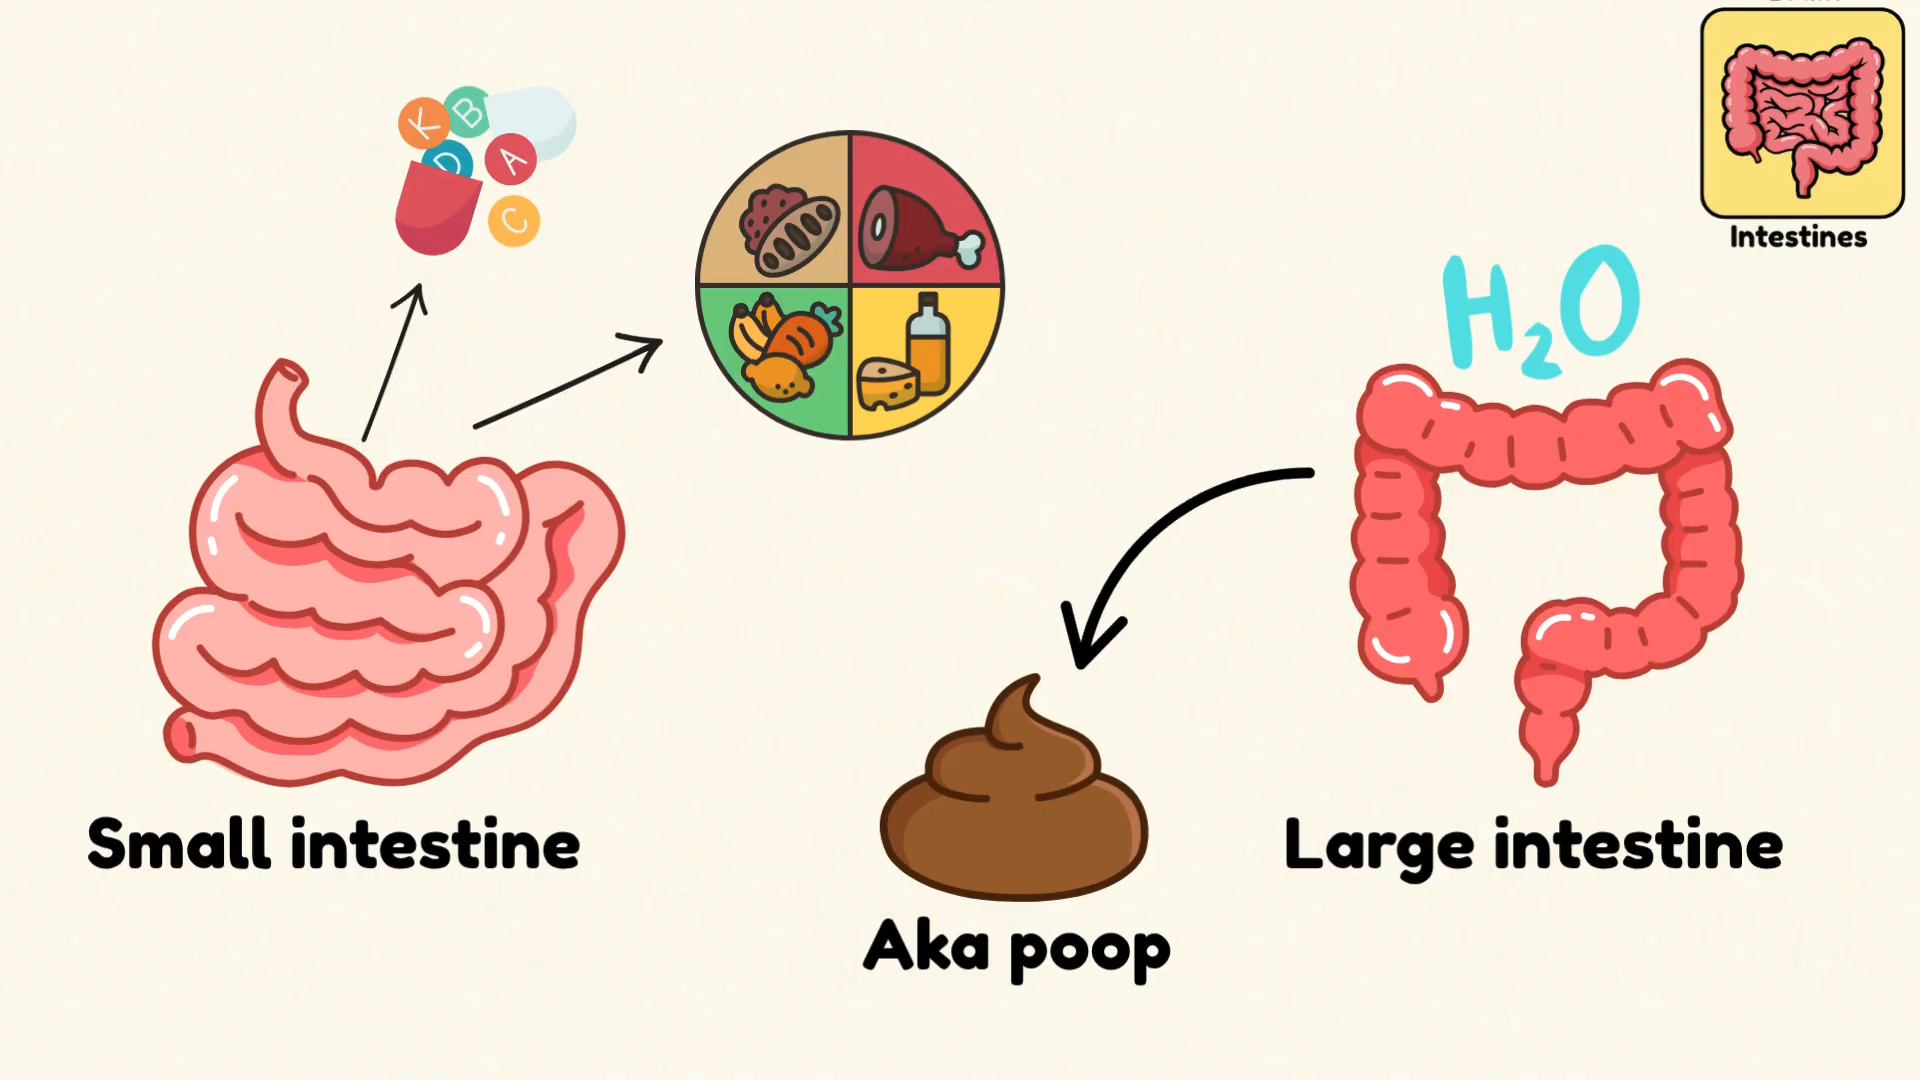 K
B
D
A
C
Intestines
H₂O
Small intestine
Large intestine
Aka poop